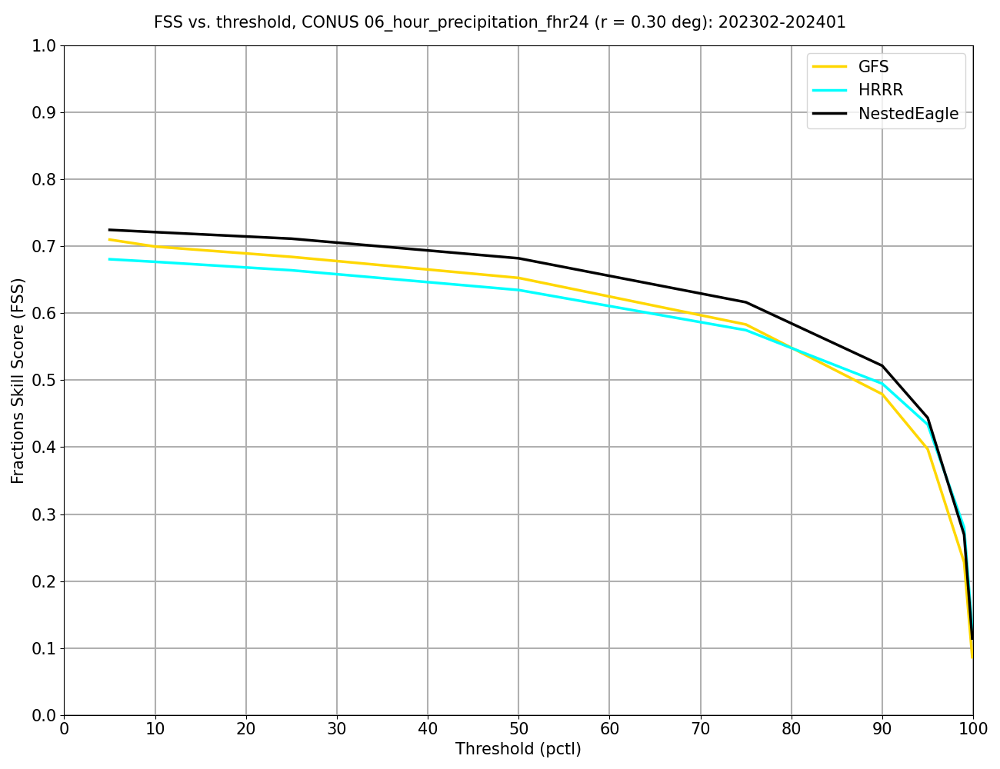 FSS vs. threshold, CONUS 06_hour_precipitation_fhr24 (r = 0.30 deg): 202302-202401
GFS
HRRR
NestedEagle
1.0
0.9
0.8
0.7
0.6
0.5
0.4
0.3
0.2
0.1
0.0
Fractions Skill Score (FSS)
0 10 20 30 40 50 60 70 80 90 100
Threshold (pctl)